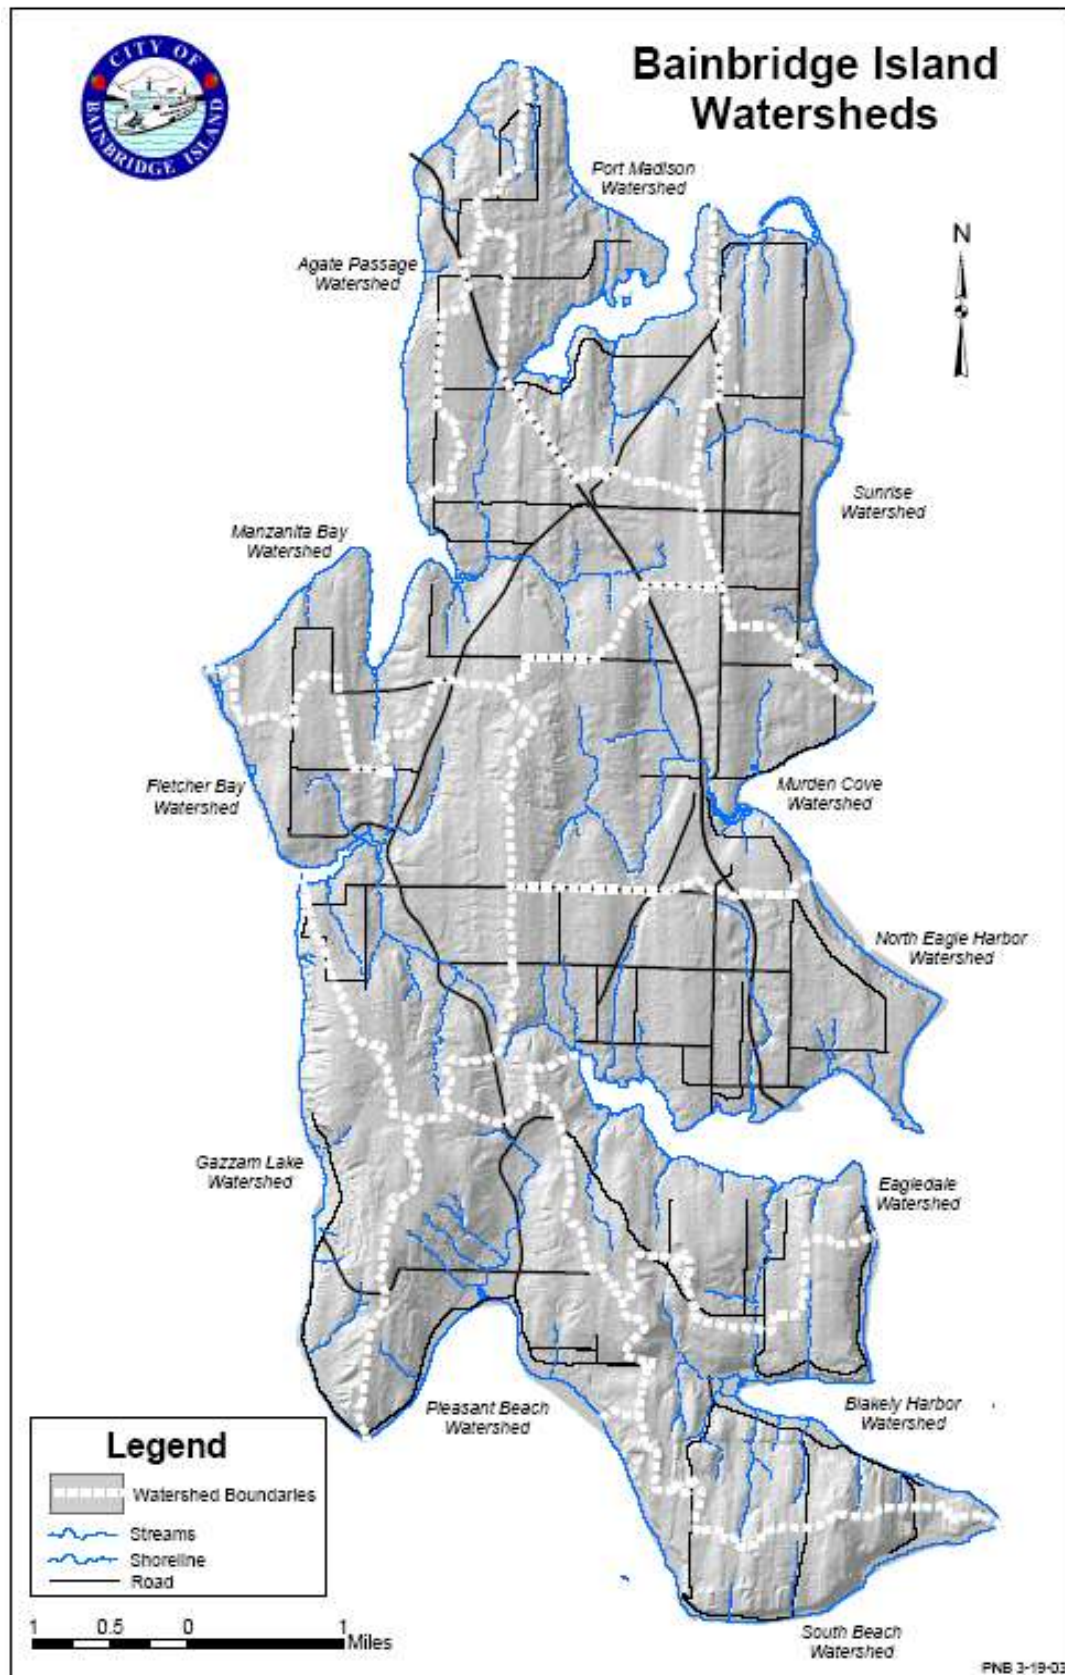 CITY OF
BAINBRIDGE ISLAND
Bainbridge Island
Watersheds
Port Madison
Watershed
N
Agate Passage
Watershed
Sunrise
Watershed
Manzanita Bay
Watershed
Fletcher Bay
Watershed
Murden Cove
Watershed
North Eagle Harbor
Watershed
Gazzam Lake
Watershed
Eagledale
Watershed
Pleasant Beach
Watershed
Blakely Harbor
Watershed
Legend
Watershed Boundaries
Streams
Shoreline
Road
1 0.5 0 1
Miles
South Beach
Watershed
PNB 3-19-03